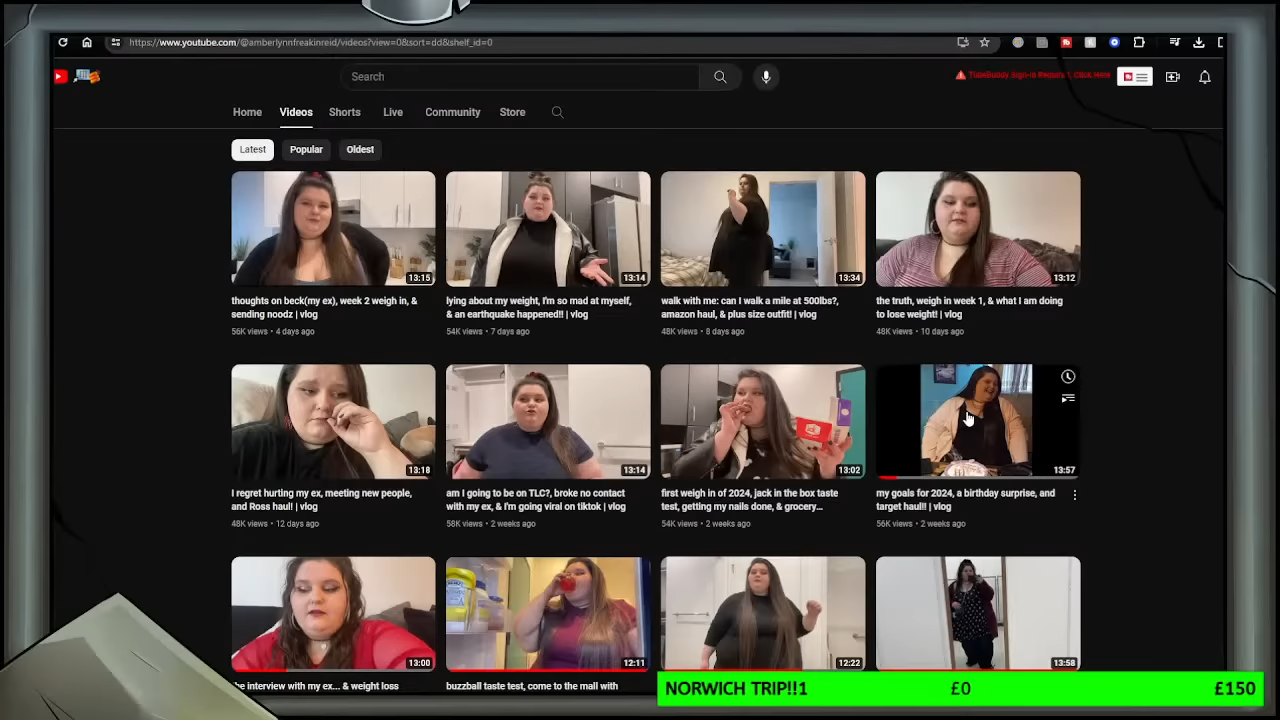 https://www.youtube.com/@amberlynnfreakinreid/videos?view=0&sort=dd&shelf_id=0
Search
TubeBuddy Sign-in Required. Click Here
Home
Videos
Shorts
Live
Community
Store
Latest
Popular
Oldest
13:15
13:14
13:34
13:12
thoughts on beck(my ex), week 2 weigh in, &
sending noodz | vlog
56K views • 4 days ago
lying about my weight, I'm so mad at myself,
& an earthquake happened!! | vlog
54K views • 7 days ago
walk with me: can I walk a mile at 500lbs?,
amazon haul, & plus size outfit! | vlog
48K views • 8 days ago
the truth, weigh in week 1, & what I am doing
to lose weight! | vlog
48K views • 10 days ago
13:18
13:14
13:02
13:57
I regret hurting my ex, meeting new people,
and Ross haul! | vlog
48K views • 12 days ago
am I going to be on TLC?, broke no contact
with my ex, & I'm going viral on tiktok | vlog
58K views • 2 weeks ago
first weigh in of 2024, jack in the box taste
test, getting my nails done, & grocery...
54K views • 2 weeks ago
my goals for 2024, a birthday surprise, and
target haul!! | vlog
56K views • 2 weeks ago
13:00
12:11
12:22
13:58
he interview with my ex... & weight loss
buzzball taste test, come to the mall with
NORWICH TRIP!!1
£0
£150